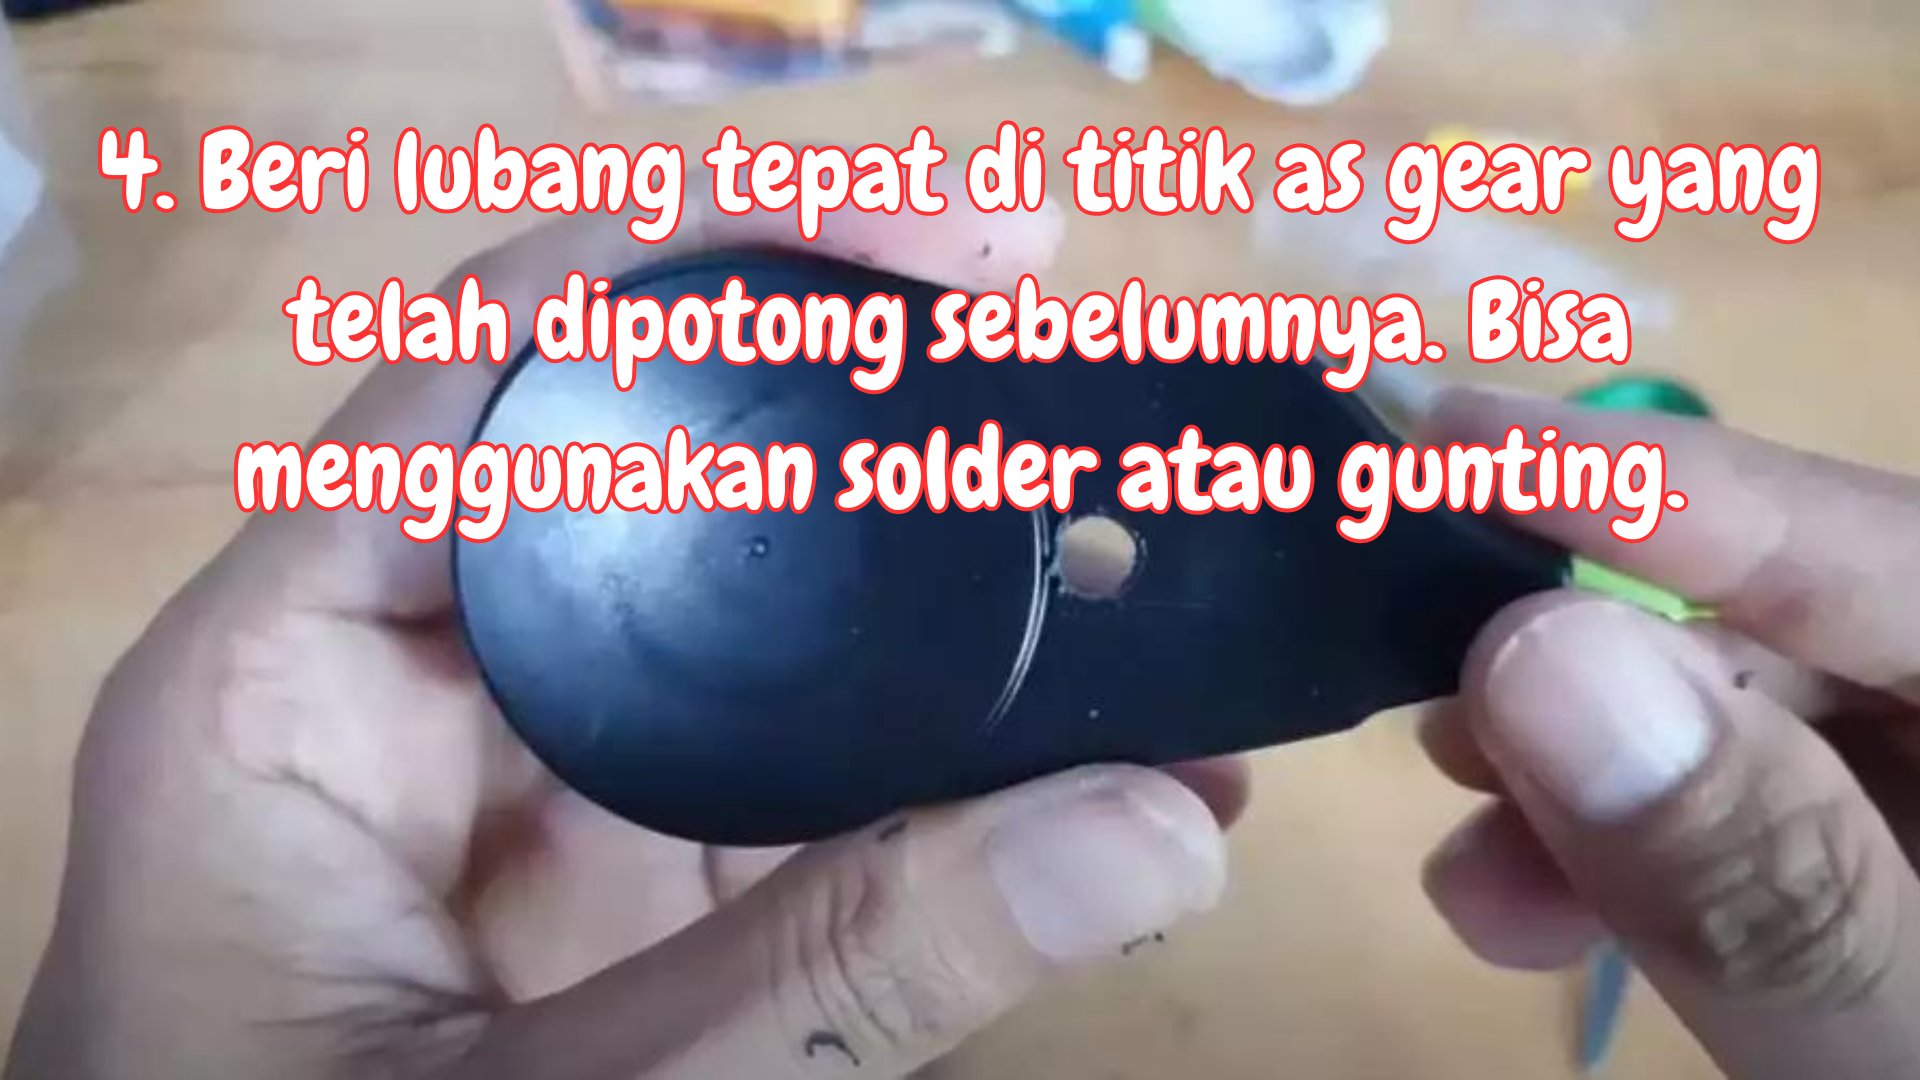 4. Beri lubang tepat di titik as gear yang
telah dipotong sebelumnya. Bisa
menggunakan solder atau gunting.